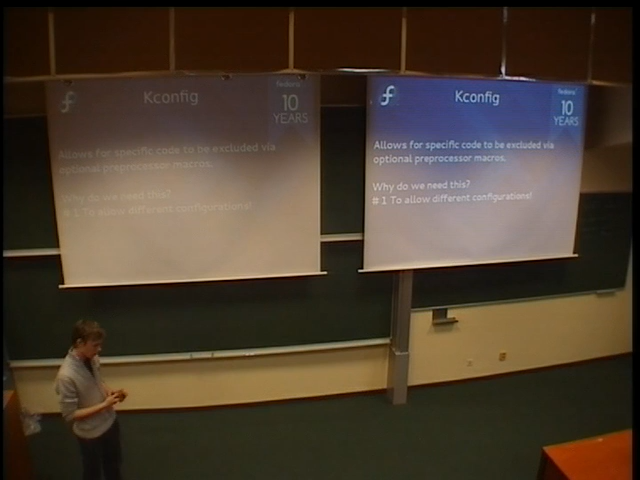 Kconfig
fedora
10
YEARS
Allows for specific code to be excluded via
optional preprocessor macros.
Why do we need this?
# 1 To allow different configurations!
Kconfig
fedora
10
YEARS
Allows for specific code to be excluded via
optional preprocessor macros.
Why do we need this?
# 1 To allow different configurations!